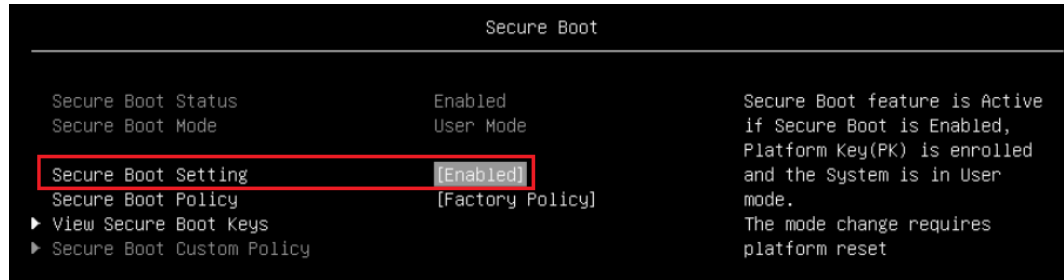 Secure Boot
Secure Boot Status Enabled
Secure Boot Mode User Mode
Secure Boot Setting [Enabled]
Secure Boot Policy [Factory Policy]
View Secure Boot Keys
Secure Boot Custom Policy
Secure Boot feature is Active
if Secure Boot is Enabled,
Platform Key(PK) is enrolled
and the System is in User
mode.
The mode change requires
platform reset